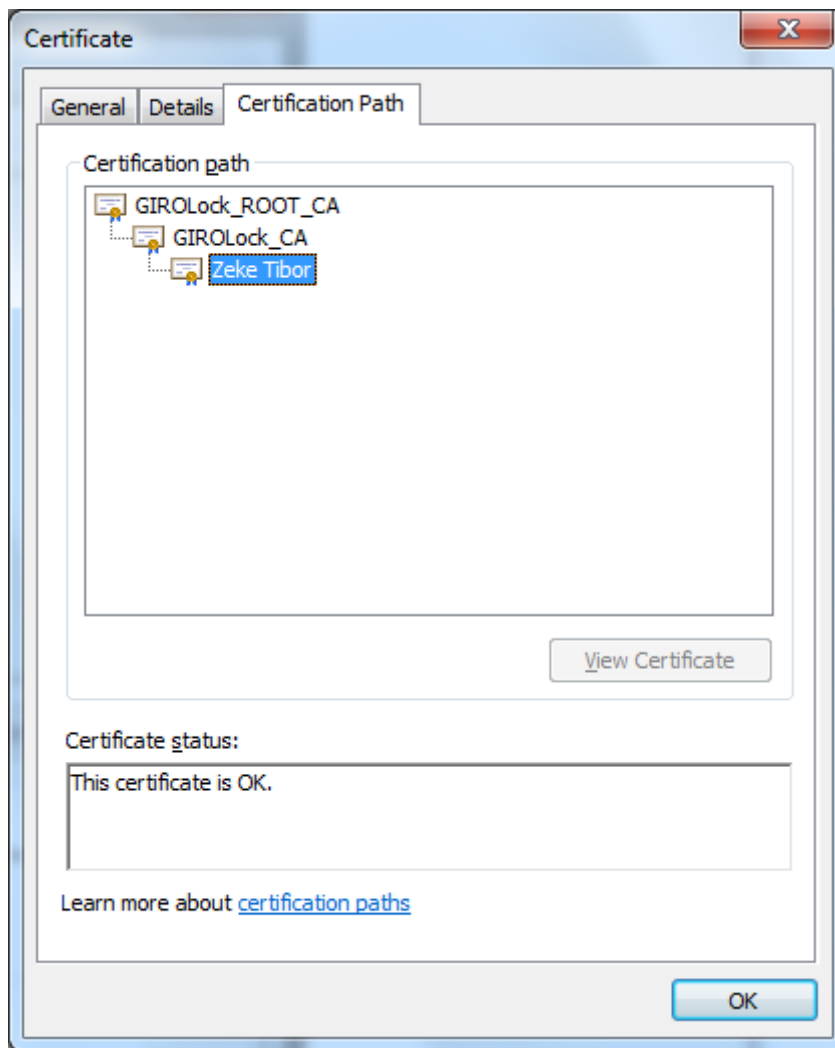 Certificate
General Details Certification Path
Certification path
GIROLock_ROOT_CA
GIROLock_CA
Zeke Tibor
View Certificate
Certificate status:
This certificate is OK.
Learn more about certification paths
OK